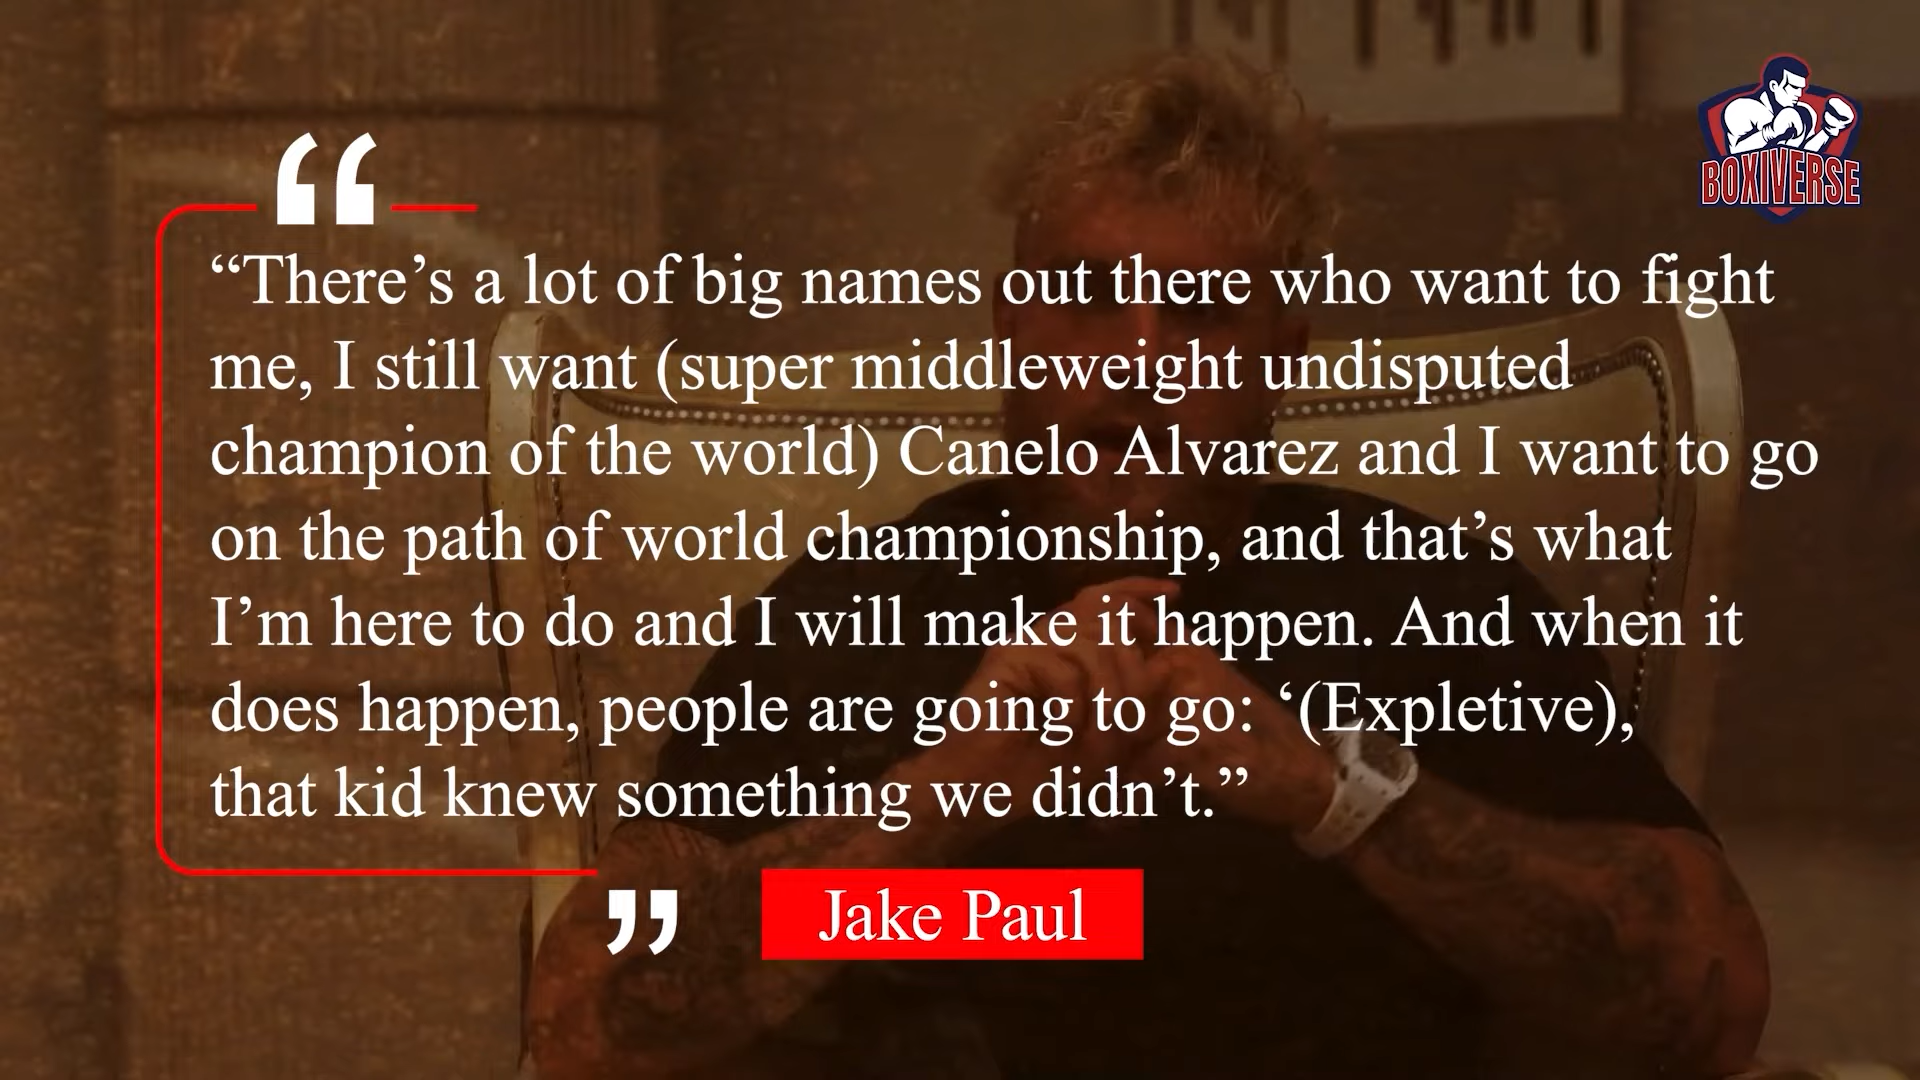 BOXIVERSE
“There’s a lot of big names out there who want to fight
me, I still want (super middleweight undisputed
champion of the world) Canelo Alvarez and I want to go
on the path of world championship, and that’s what
I’m here to do and I will make it happen. And when it
does happen, people are going to go: ‘(Expletive),
that kid knew something we didn’t.”
Jake Paul